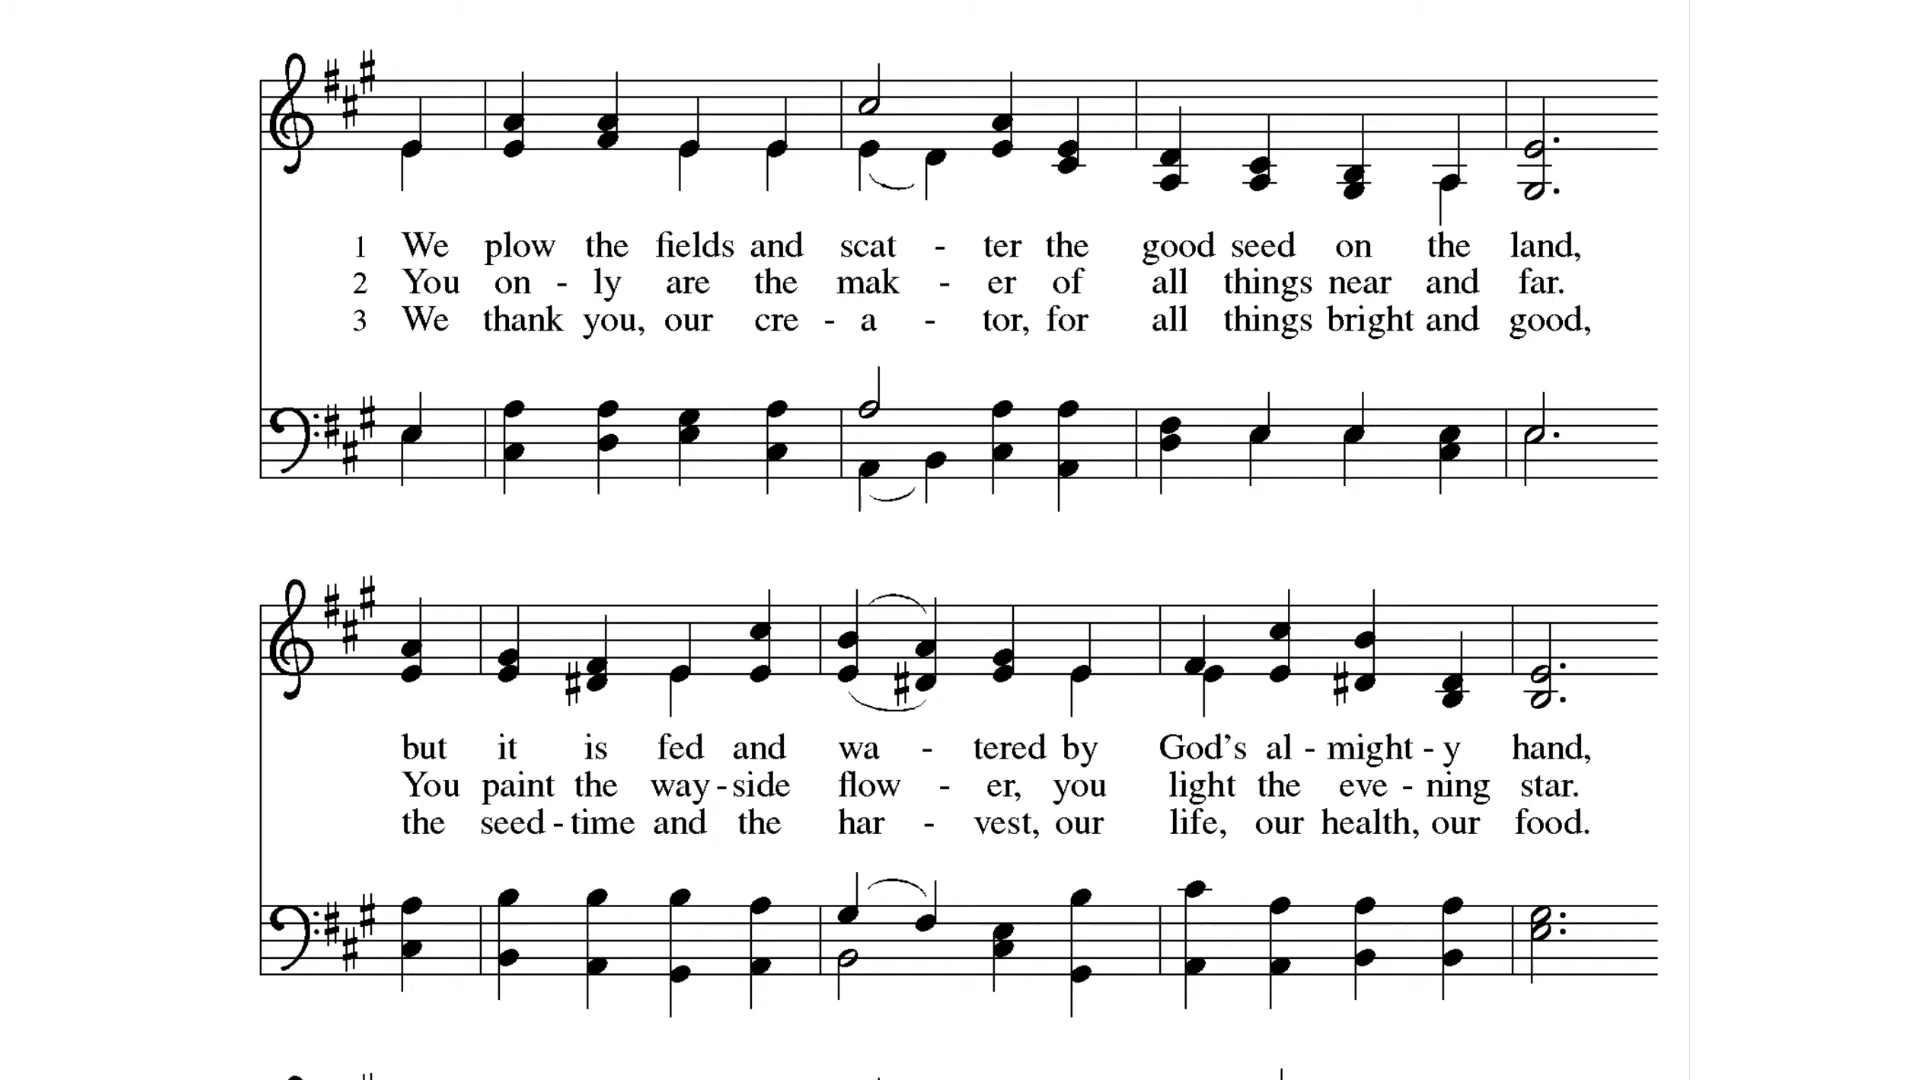 1 We plow the fields and scat - ter the good seed on the land,
2 You on - ly are the mak - er of all things near and far.
3 We thank you, our cre - a - tor, for all things bright and good,
but it is fed and wa - tered by God's al - might - y hand,
You paint the way - side flow - er, you light the eve - ning star.
the seed - time and the har - vest, our life, our health, our food.